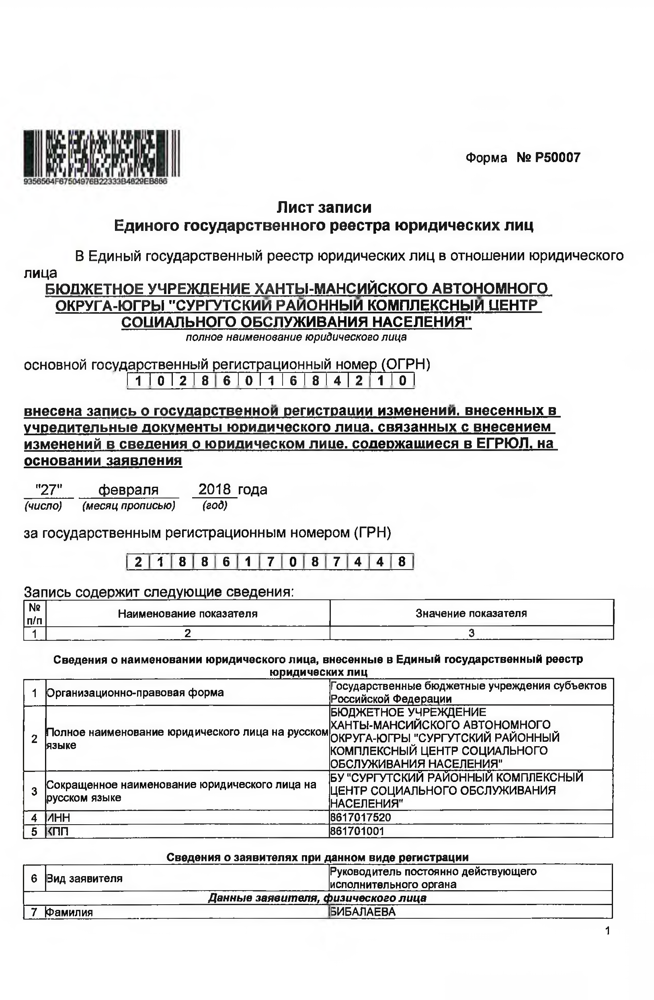 9356564F67504976B22333B4829EB886
Форма № Р50007
Лист записи
Единого государственного реестра юридических лиц
В Единый государственный реестр юридических лиц в отношении юридического
лица
БЮДЖЕТНОЕ УЧРЕЖДЕНИЕ ХАНТЫ-МАНСИЙСКОГО АВТОНОМНОГО
ОКРУГА-ЮГРЫ "СУРГУТСКИЙ РАЙОННЫЙ КОМПЛЕКСНЫЙ ЦЕНТР
СОЦИАЛЬНОГО ОБСЛУЖИВАНИЯ НАСЕЛЕНИЯ"
полное наименование юридического лица
основной государственный регистрационный номер (ОГРН)
1 0 2 8 6 0 1 6 8 4 2 1 0
внесена запись о государственной регистрации изменений, внесенных в
учредительные документы юридического лица, связанных с внесением
изменений в сведения о юридическом лице, содержащиеся в ЕГРЮЛ, на
основании заявления
"27" февраля 2018 года
(число) (месяц прописью) (год)
за государственным регистрационным номером (ГРН)
2 1 8 8 6 1 7 0 8 7 4 4 8
Запись содержит следующие сведения:
№
п/п
Наименование показателя
Значение показателя
1 2 3
Сведения о наименовании юридического лица, внесенные в Единый государственный реестр
юридических лиц
1
Организационно-правовая форма
Государственные бюджетные учреждения субъектов
Российской Федерации
2
Полное наименование юридического лица на русском
языке
БЮДЖЕТНОЕ УЧРЕЖДЕНИЕ
ХАНТЫ-МАНСИЙСКОГО АВТОНОМНОГО
ОКРУГА-ЮГРЫ "СУРГУТСКИЙ РАЙОННЫЙ
КОМПЛЕКСНЫЙ ЦЕНТР СОЦИАЛЬНОГО
ОБСЛУЖИВАНИЯ НАСЕЛЕНИЯ"
3
Сокращенное наименование юридического лица на
русском языке
БУ "СУРГУТСКИЙ РАЙОННЫЙ КОМПЛЕКСНЫЙ
ЦЕНТР СОЦИАЛЬНОГО ОБСЛУЖИВАНИЯ
НАСЕЛЕНИЯ"
4 ИНН 8617017520
5 КПП 861701001
Сведения о заявителях при данном виде регистрации
6
Вид заявителя
Руководитель постоянно действующего
исполнительного органа
Данные заявителя, физического лица
7 Фамилия БИБАЛАЕВА
1